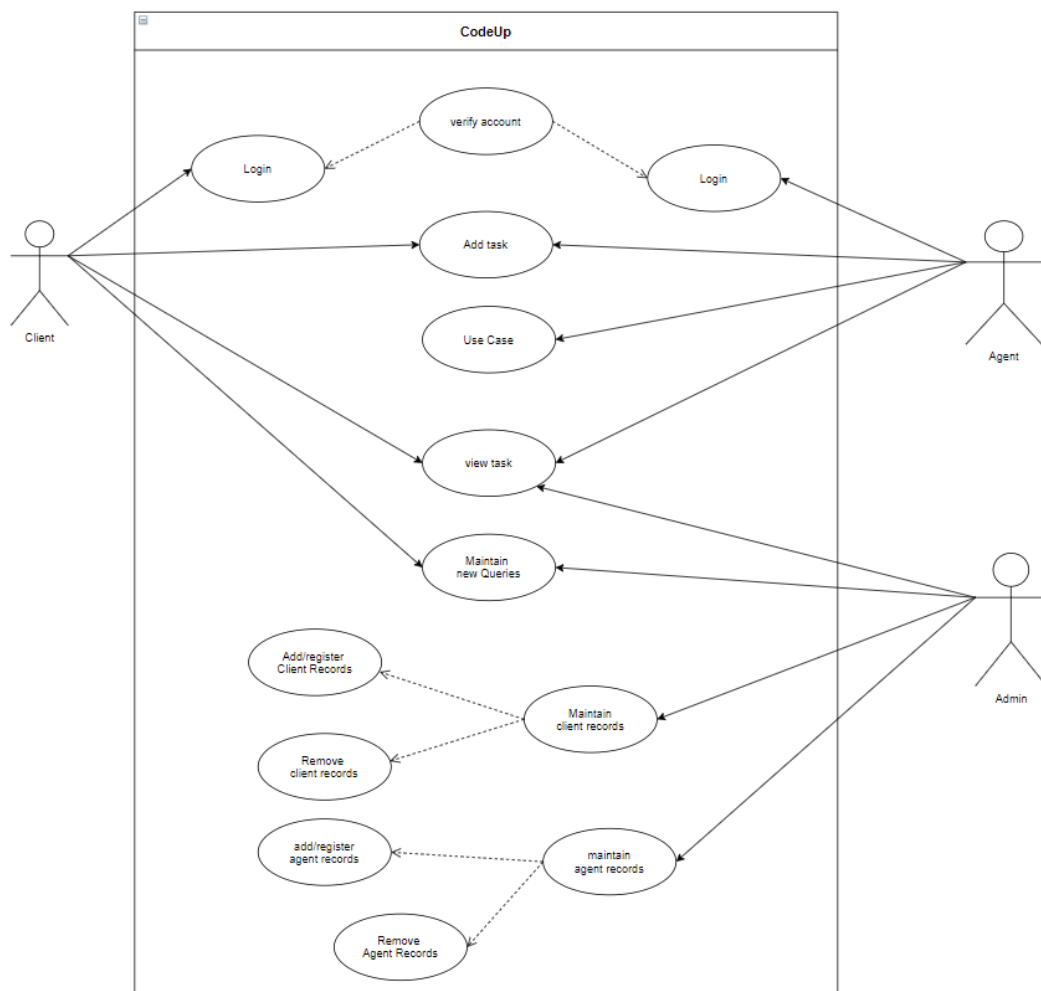 CodeUp
verify account
Login
Login
Add task
Client
Use Case
Agent
view task
Maintain
new Queries
Add/register
Client Records
Maintain
client records
Admin
Remove
client records
add/register
agent records
maintain
agent records
Remove
Agent Records